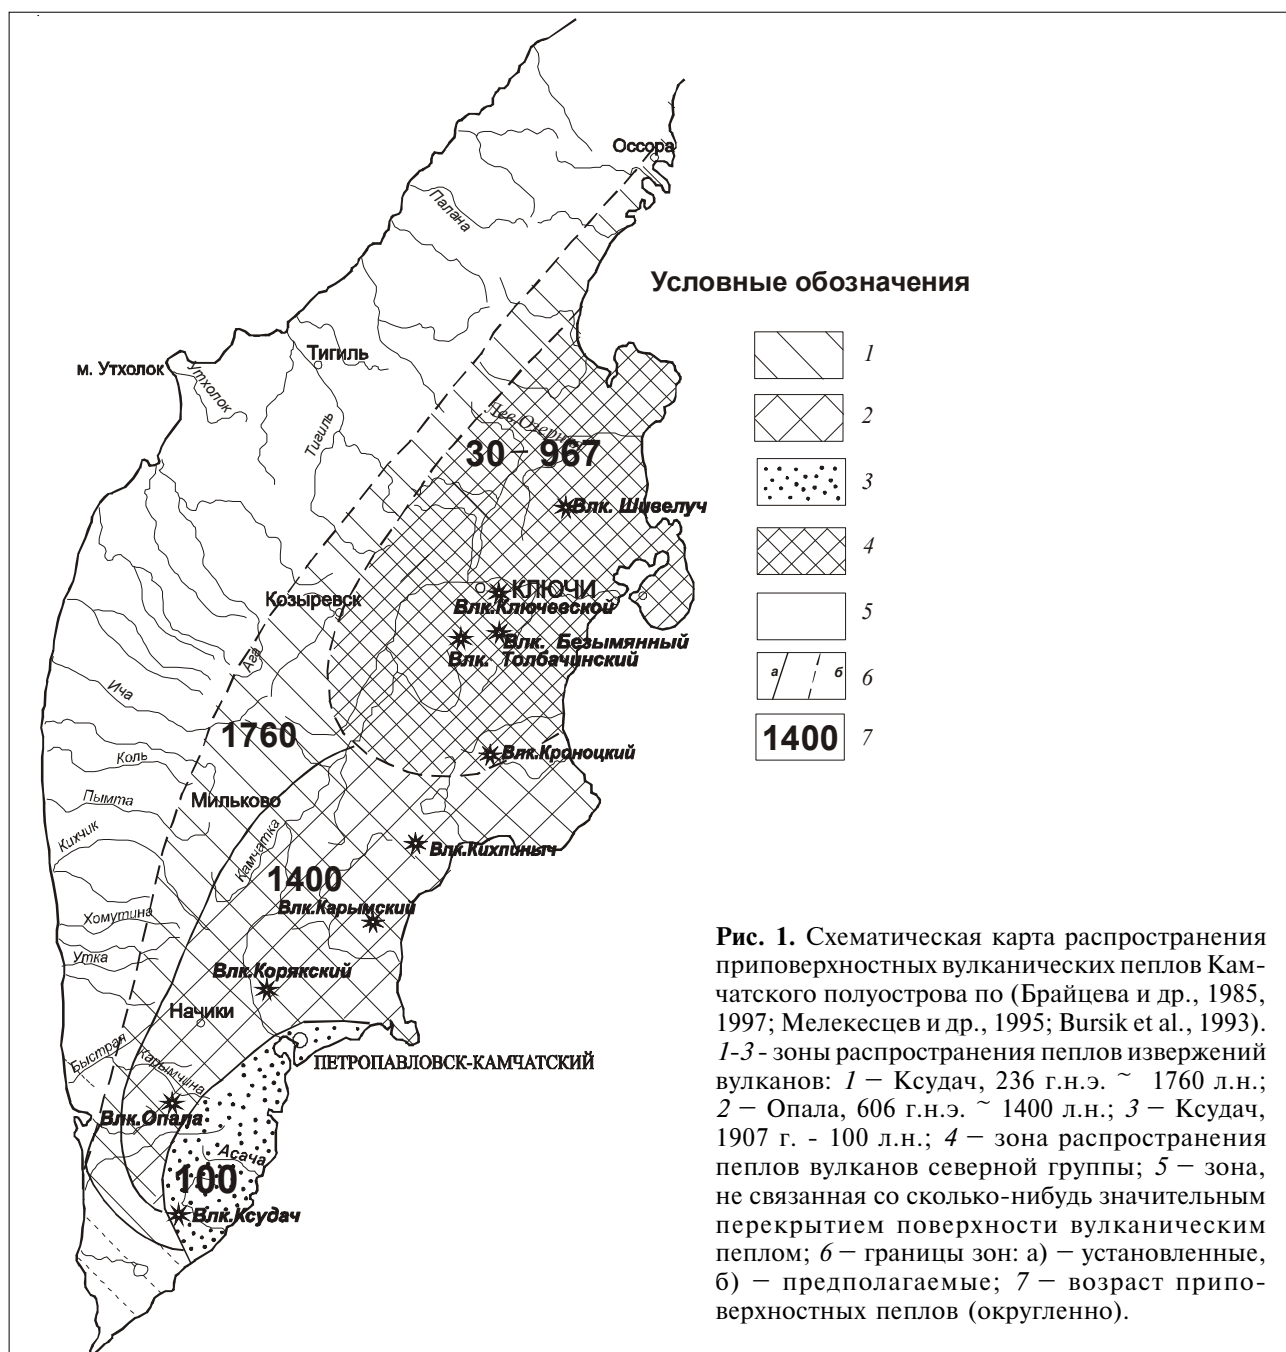 Оссора
Палана
Условные обозначения
1
Тигиль
м. Утхолок
Утхолок
2
Лев.Озерная
Тигиль
30 – 967
3
Влк. Шивелуч
4
КЛЮЧИ
Козыревск
Влк.Ключевской
5
Влк. Безымянный
Влк. Толбачинский
Ага
а
б
6
Ича
1760
1400
7
Влк.Кроноцкий
Коль
Мильково
Пымта
Кихчик
Камчатка
Влк.Кихпиныч
1400
Влк.Карымский
Хомутина
Утка
Влк.Корякский
Начики
Быстрая
Карымчина
ПЕТРОПАВЛОВСК-КАМЧАТСКИЙ
Влк.Опала
Асача
100
Влк.Ксудач
Рис. 1. Схематическая карта распространения
приповерхностных вулканических пеплов Кам-
чатского полуострова по (Брайцева и др., 1985,
1997; Мелекесцев и др., 1995; Bursik et al., 1993).
1-3 - зоны распространения пеплов извержений
вулканов: 1 – Ксудач, 236 г.н.э. ~ 1760 л.н.;
2 – Опала, 606 г.н.э. ~ 1400 л.н.; 3 – Ксудач,
1907 г. - 100 л.н.; 4 – зона распространения
пеплов вулканов северной группы; 5 – зона,
не связанная со сколько-нибудь значительным
перекрытием поверхности вулканическим
пеплом; 6 – границы зон: а) – установленные,
б) – предполагаемые; 7 – возраст припо-
верхностных пеплов (округленно).